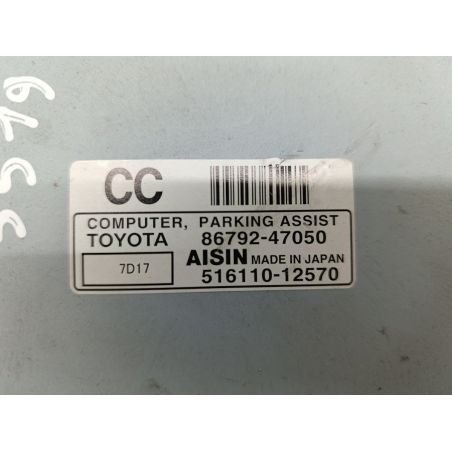 CC
COMPUTER, PARKING ASSIST
TOYOTA 86792-47050
7D17 AISIN MADE IN JAPAN
516110-12570